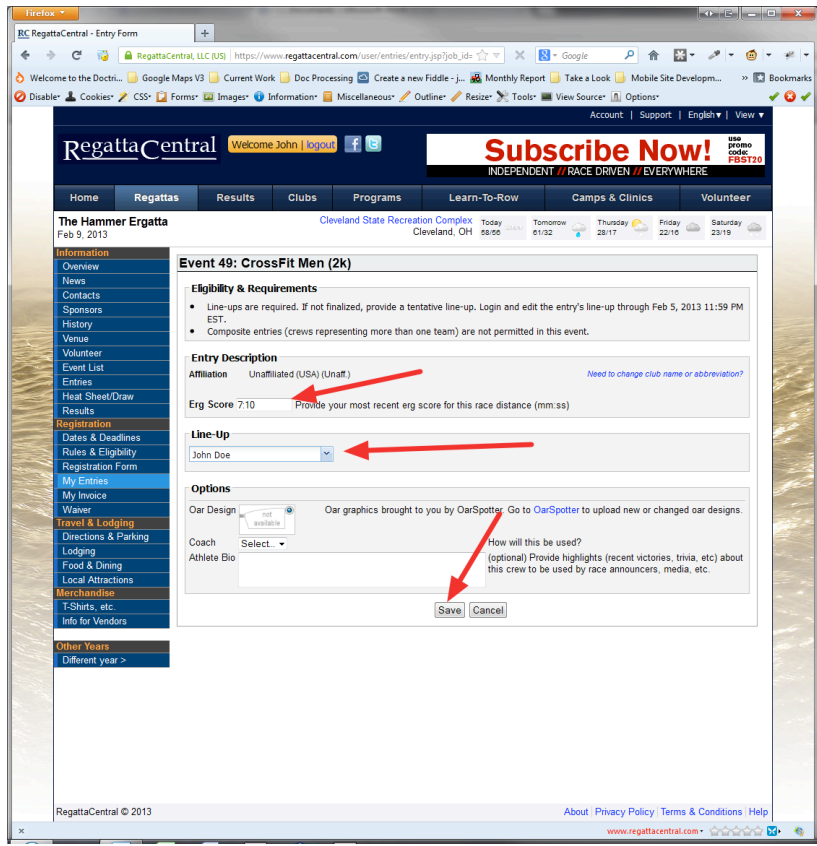 Firefox
RC RegattaCentral - Entry Form
RegattaCentral, LLC (US) https://www.regattacentral.com/user/entries/entry.jsp?job_id=
Google
Welcome to the Doctri... Google Maps V3 Current Work Doc Processing Create a new Fiddle - j... Monthly Report Take a Look Mobile Site Developm... » Bookmarks
Disable Cookies CSS Forms Images Information Miscellaneous Outline Resize Tools View Source Options
Account | Support | English ▾ | View ▾
RegattaCentral
Welcome John | logout
Subscribe Now!
use promo code: FBST20
INDEPENDENT // RACE DRIVEN // EVERYWHERE
Home Regattas Results Clubs Programs Learn-To-Row Camps & Clinics Volunteer
The Hammer Ergatta
Feb 9, 2013
Cleveland State Recreation Complex
Cleveland, OH
Today 58/56
Tomorrow 61/32
Thursday 28/17
Friday 22/16
Saturday 23/19
Information
Overview
News
Contacts
Sponsors
History
Venue
Volunteer
Event List
Entries
Heat Sheet/Draw
Results
Registration
Dates & Deadlines
Rules & Eligibility
Registration Form
My Entries
My Invoice
Waiver
Travel & Lodging
Directions & Parking
Lodging
Food & Dining
Local Attractions
Merchandise
T-Shirts, etc.
Info for Vendors
Other Years
Different year >
Event 49: CrossFit Men (2k)
Eligibility & Requirements
• Line-ups are required. If not finalized, provide a tentative line-up. Login and edit the entry's line-up through Feb 5, 2013 11:59 PM
EST.
• Composite entries (crews representing more than one team) are not permitted in this event.
Entry Description
Affiliation Unaffiliated (USA) (Unaff.)
Need to change club name or abbreviation?
Erg Score 7:10 Provide your most recent erg score for this race distance (mm:ss)
Line-Up
John Doe
Options
Oar Design not available Oar graphics brought to you by OarSpotter. Go to OarSpotter to upload new or changed oar designs.
Coach Select... How will this be used?
Athlete Bio (optional) Provide highlights (recent victories, trivia, etc) about
this crew to be used by race announcers, media, etc.
Save Cancel
RegattaCentral © 2013
About | Privacy Policy | Terms & Conditions | Help
× www.regattacentral.com